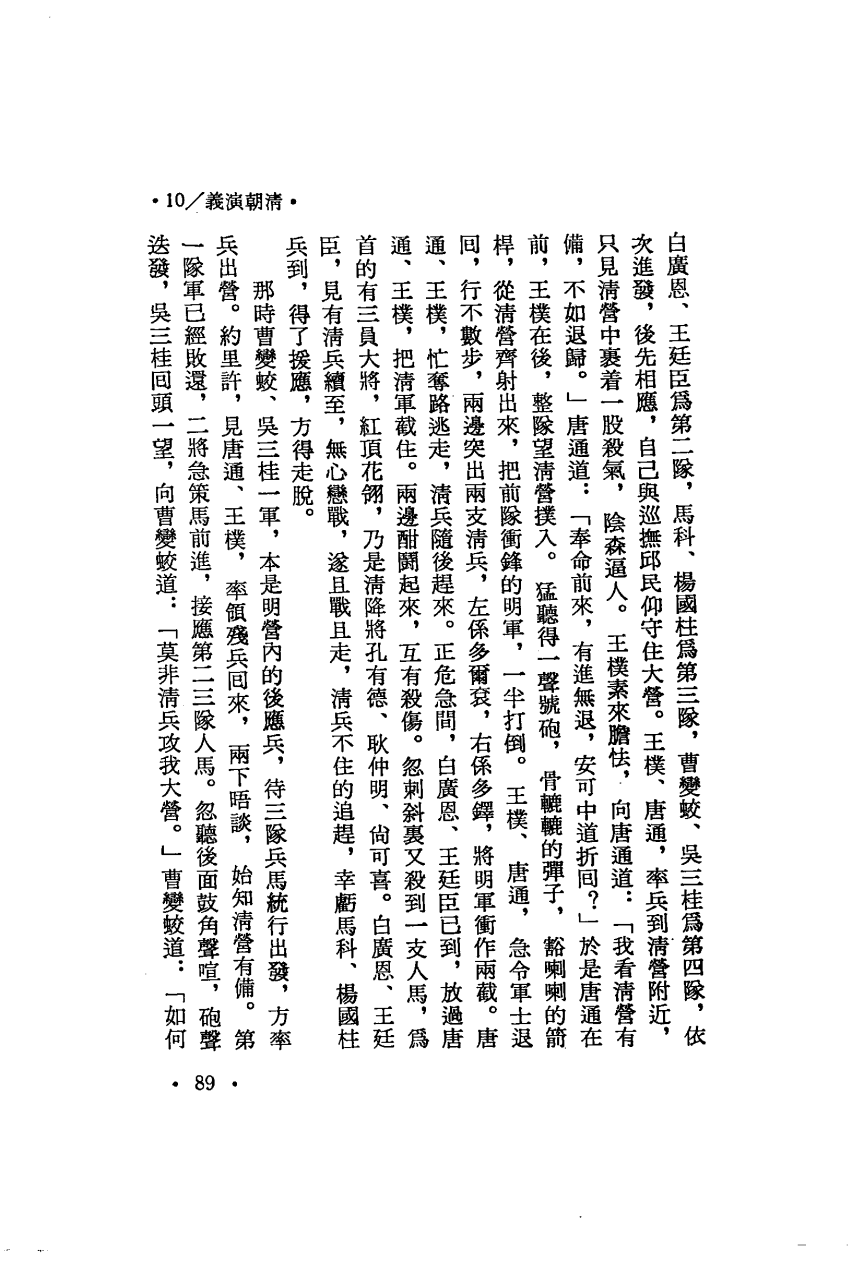 •10／義演朝清•
白廣恩、王廷臣爲第二隊，馬科、楊國柱爲第三隊，曹變蛟、吳三桂爲第四隊，依
次進發，後先相應，自己與巡撫邱民仰守住大營。王樸、唐通，率兵到清營附近，
只見清營中裹着一股殺氣，陰森逼人。王樸素來膽怯，向唐通道：「我看清營有
備，不如退歸。」唐通道：「奉命前來，有進無退，安可中道折回？」於是唐通在
前，王樸在後，整隊望清營撲入。猛聽得一聲號砲，骨轆轆的彈子，豁喇喇的箭
桿，從清營齊射出來，把前隊衝鋒的明軍，一半打倒。王樸、唐通，急令軍士退
回，行不數步，兩邊突出兩支清兵，左係多爾袞，右係多鐸，將明軍衝作兩截。唐
通、王樸，忙奪路逃走，清兵隨後趕來。正危急間，白廣恩、王廷臣已到，放過唐
通、王樸，把清軍截住。兩邊酣鬪起來，互有殺傷。忽刺斜裏又殺到一支人馬，爲
首的有三員大將，紅頂花翎，乃是清降將孔有德、耿仲明、尙可喜。白廣恩、王廷
臣，見有清兵續至，無心戀戰，遂且戰且走，清兵不住的追趕，幸虧馬科、楊國柱
兵到，得了援應，方得走脫。
那時曹變蛟、吳三桂一軍，本是明營內的後應兵，待三隊兵馬統行出發，方率
兵出營。約里許，見唐通、王樸，率領殘兵回來，兩下晤談，始知清營有備。第
一隊軍已經敗還，二將急策馬前進，接應第二三隊人馬。忽聽後面鼓角聲喧，砲聲
迭發，吳三桂回頭一望，向曹變蛟道：「莫非清兵攻我大營。」曹變蛟道：「如何
•89•